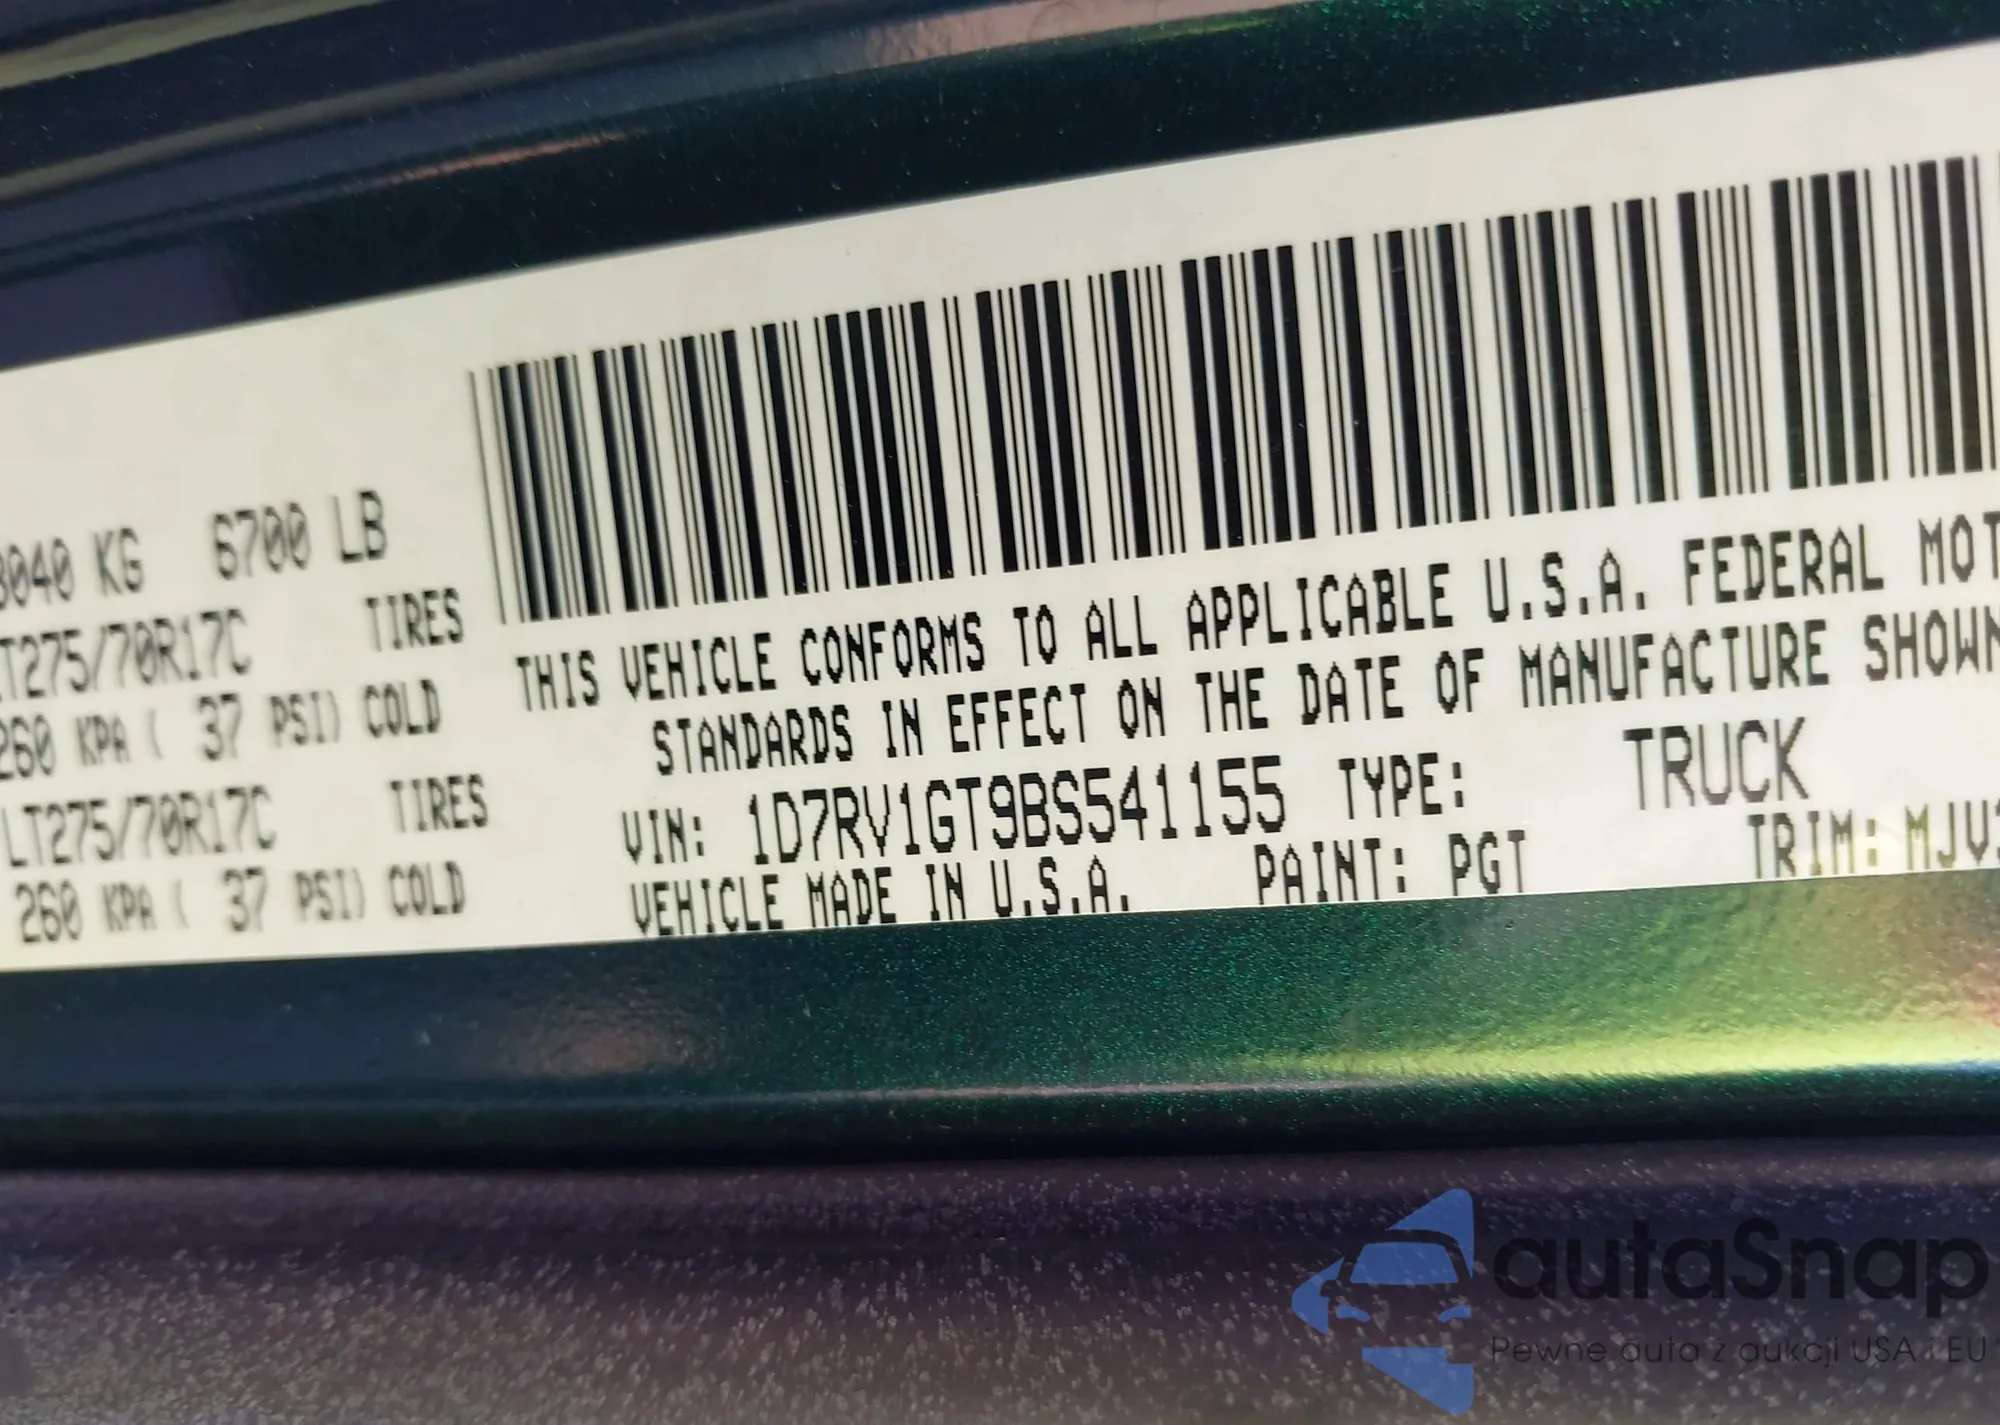 3040 KG 6700 LB
LT275/70R17C TIRES
260 KPA ( 37 PSI) COLD
LT275/70R17C TIRES
260 KPA ( 37 PSI) COLD
THIS VEHICLE CONFORMS TO ALL APPLICABLE U.S.A. FEDERAL MOT
STANDARDS IN EFFECT ON THE DATE OF MANUFACTURE SHOWN
VIN: 1D7RV1GT9BS541155 TYPE: TRUCK
VEHICLE MADE IN U.S.A. PAINT: PGT TRIM: MJV
autaSnap
Pewne auta z aukcji USA i EU